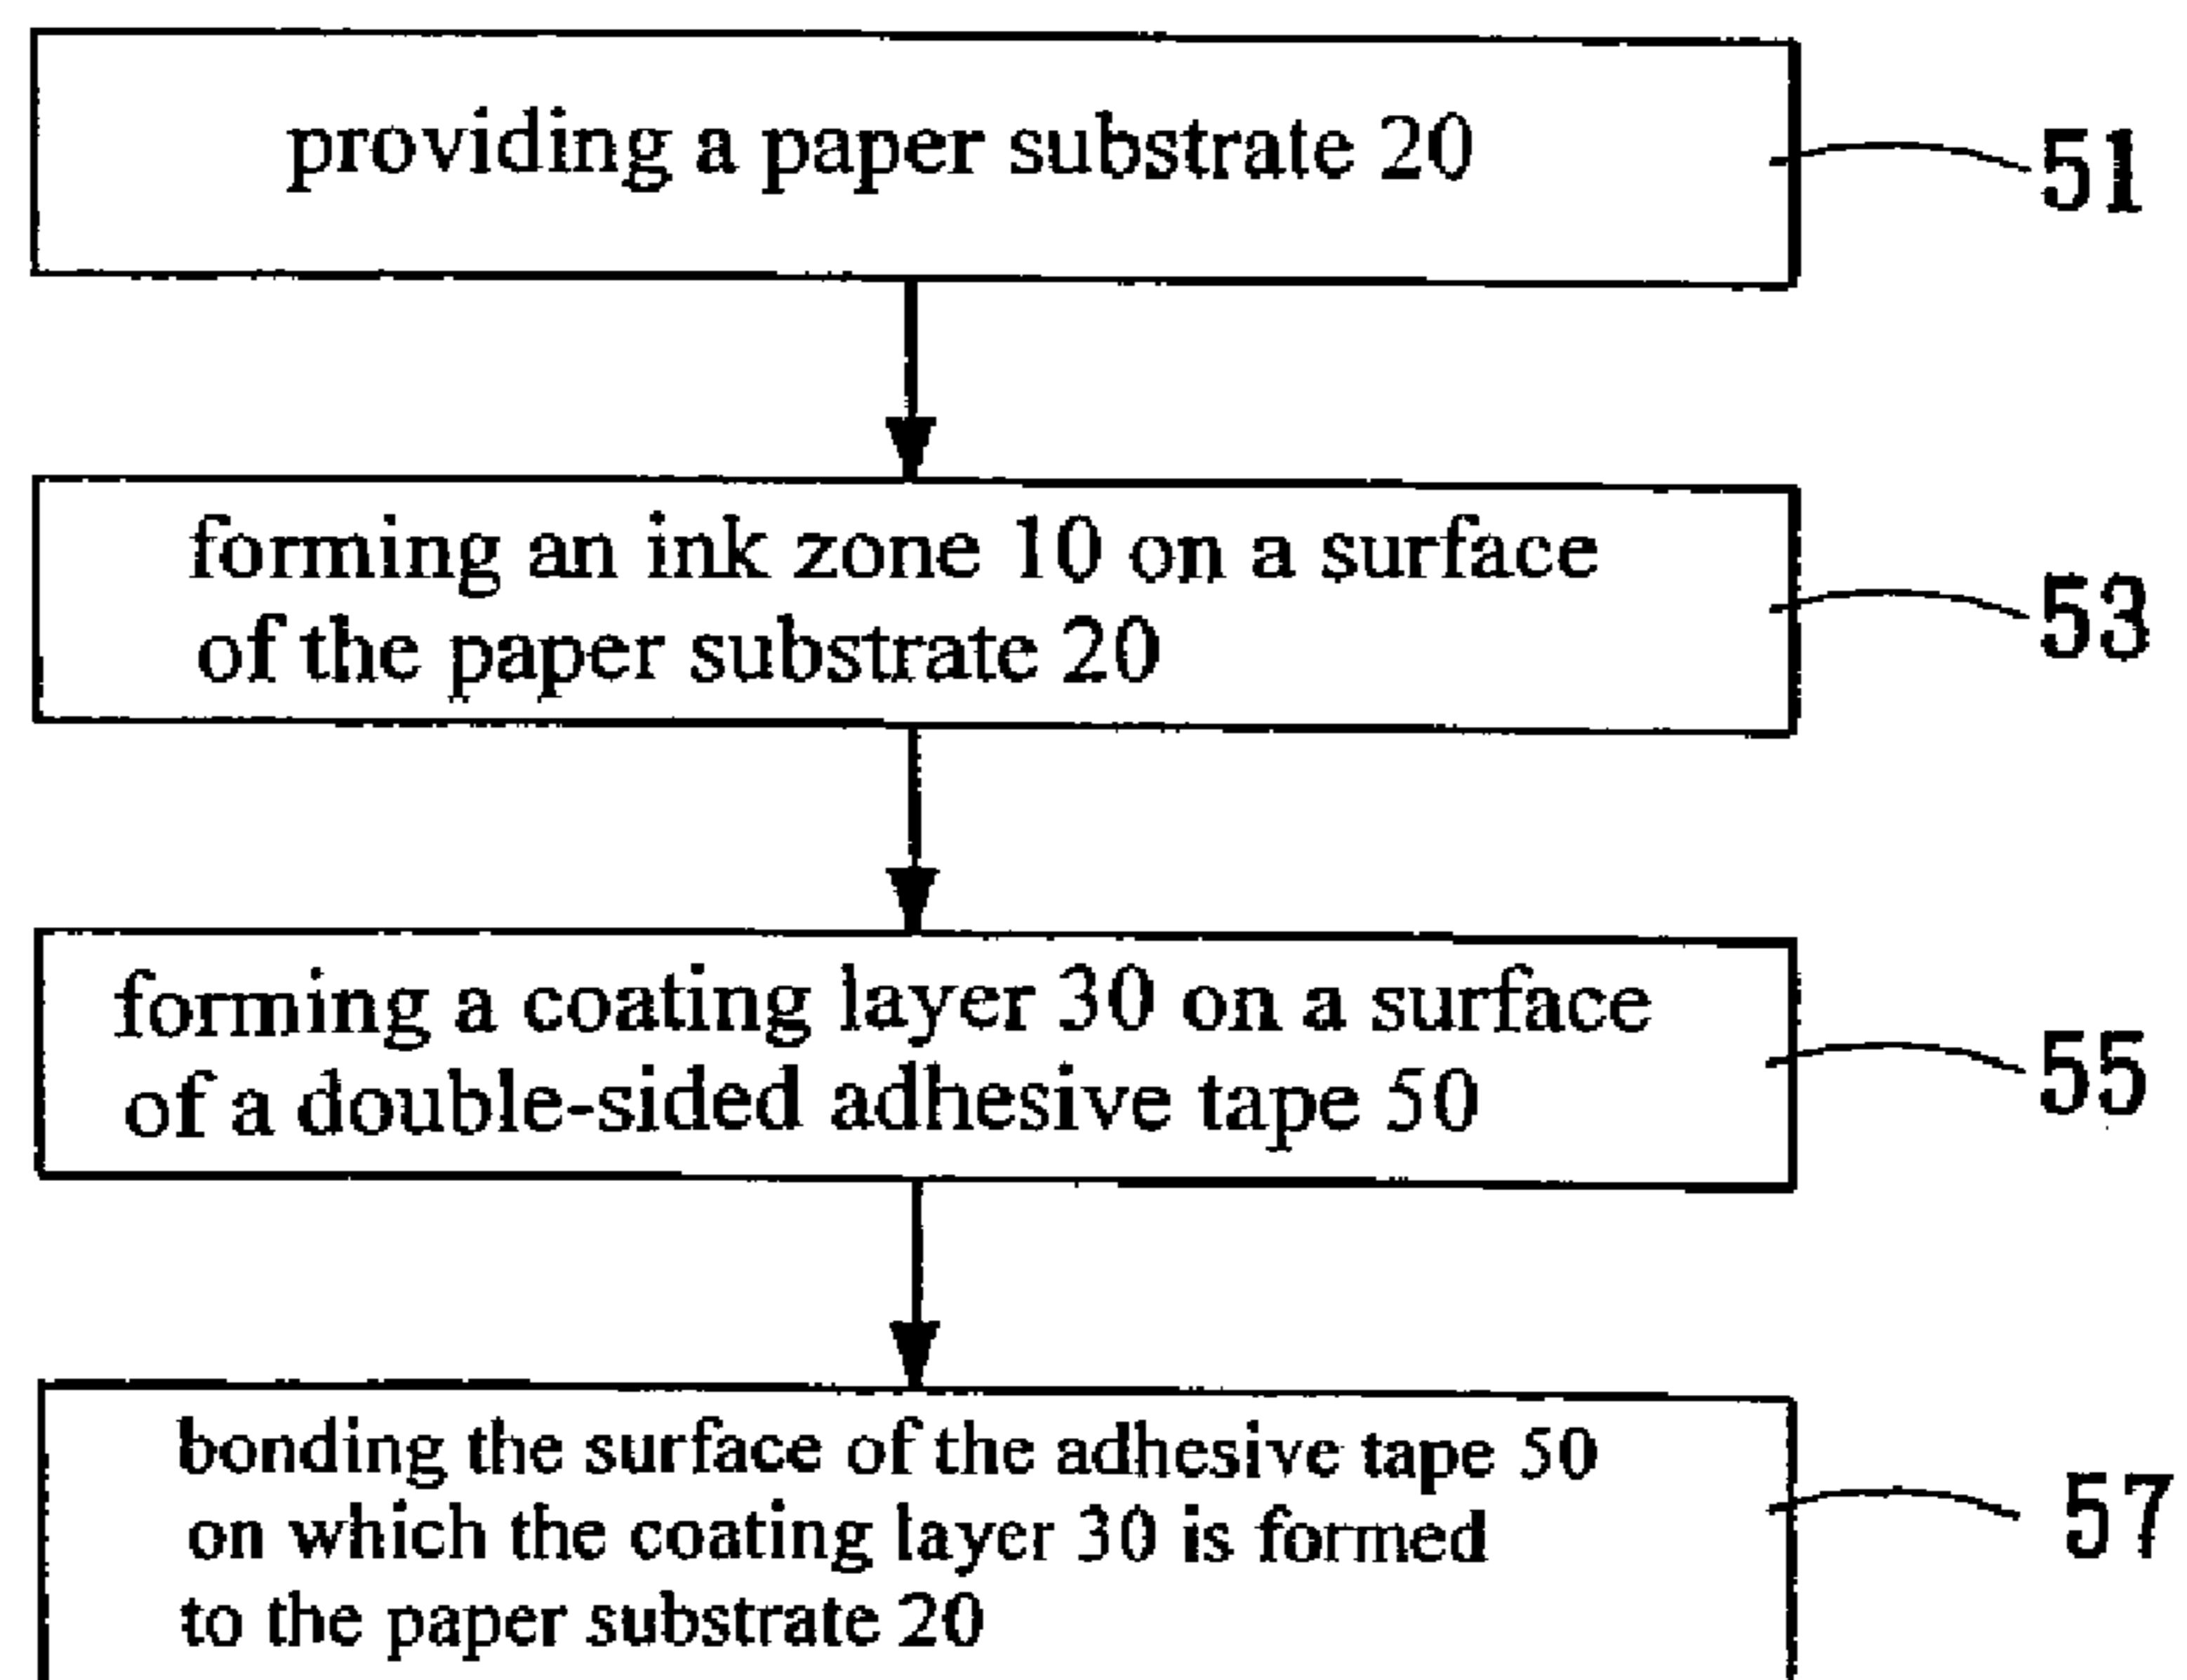 providing a paper substrate 20
51
forming an ink zone 10 on a surface
of the paper substrate 20
53
forming a coating layer 30 on a surface
of a double-sided adhesive tape 50
55
bonding the surface of the adhesive tape 50
on which the coating layer 30 is formed
to the paper substrate 20
57